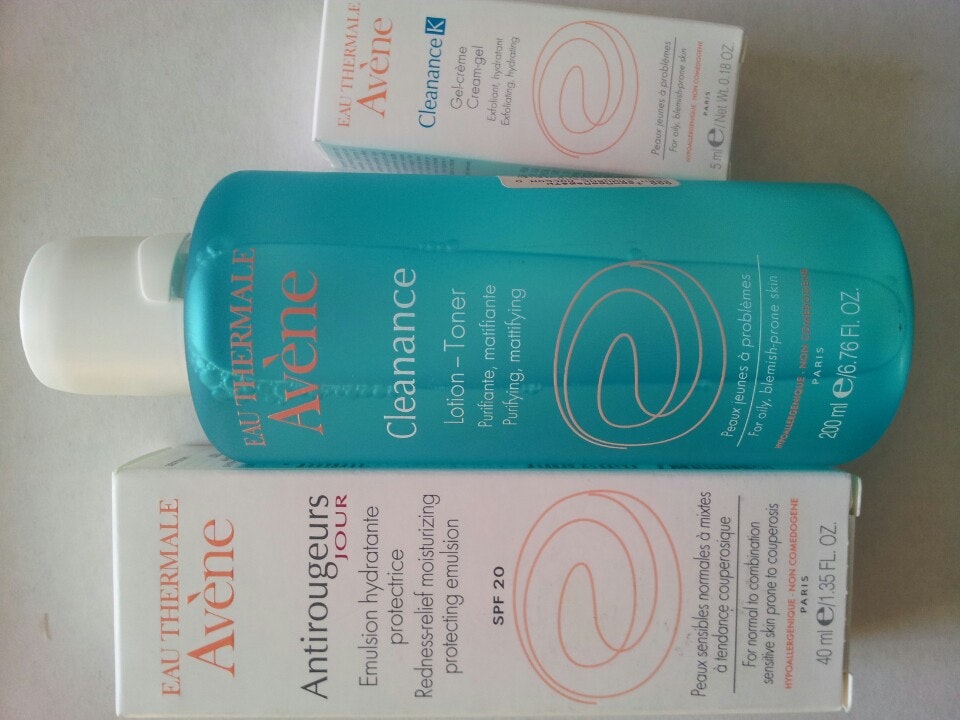 EAU THERMALE
Avène
Cleanance K
Gel-crème
Cream-gel
Exfoliant, hydratant
Exfoliating, hydrating
Peaux jeunes à problèmes
For oily, blemish-prone skin
HYPOALLERGENIQUE · NON COMEDOGENE
PARIS
5 ml e/Net Wt. 0.18 OZ.
EAU THERMALE
Avène
Cleanance
Lotion – Toner
Purifiante, matifiante
Purifying, mattifying
Peaux jeunes à problèmes
For oily, blemish-prone skin
HYPOALLERGENIQUE · NON COMEDOGENE
PARIS
200 ml e/6.76 FL. OZ.
EAU THERMALE
Avène
Antirougeurs
JOUR
Emulsion hydratante
protectrice
Redness-relief moisturizing
protecting emulsion
SPF 20
Peaux sensibles normales à mixtes
à tendance couperosique
For normal to combination
sensitive skin prone to couperosis
HYPOALLERGENIQUE · NON COMEDOGENE
PARIS
40 ml e/1.35 FL. OZ.